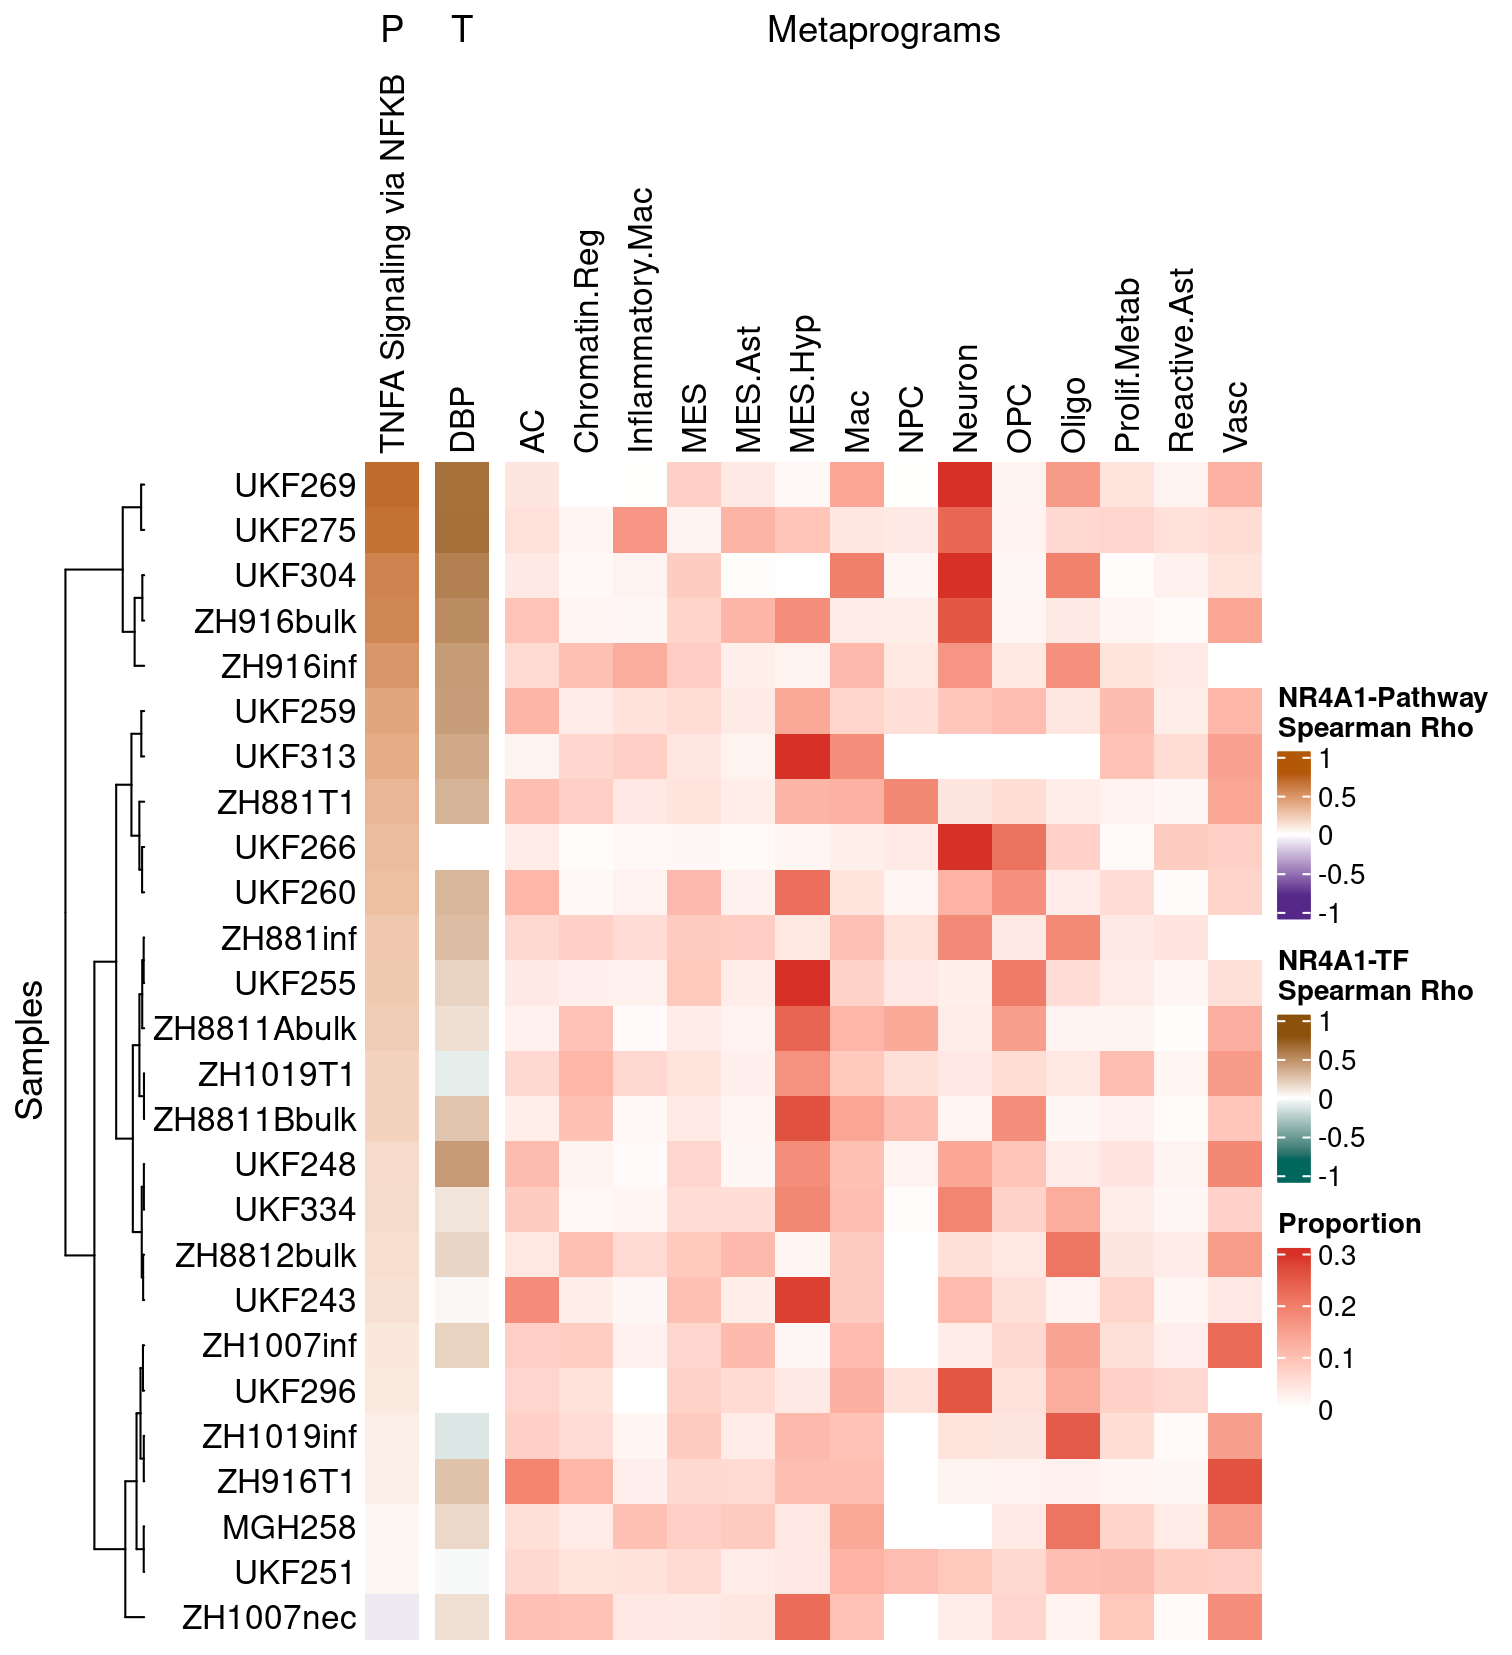 P T Metaprograms
TNFA Signaling via NFKB
DBP
AC
Chromatin.Reg
Inflammatory.Mac
MES
MES.Ast
MES.Hyp
Mac
NPC
Neuron
OPC
Oligo
Prolif.Metab
Reactive.Ast
Vasc
Samples
UKF269
UKF275
UKF304
ZH916bulk
ZH916inf
UKF259
UKF313
ZH881T1
UKF266
UKF260
ZH881inf
UKF255
ZH8811Abulk
ZH1019T1
ZH8811Bbulk
UKF248
UKF334
ZH8812bulk
UKF243
ZH1007inf
UKF296
ZH1019inf
ZH916T1
MGH258
UKF251
ZH1007nec
NR4A1-Pathway
Spearman Rho
1
0.5
0
-0.5
-1
NR4A1-TF
Spearman Rho
1
0.5
0
-0.5
-1
Proportion
0.3
0.2
0.1
0